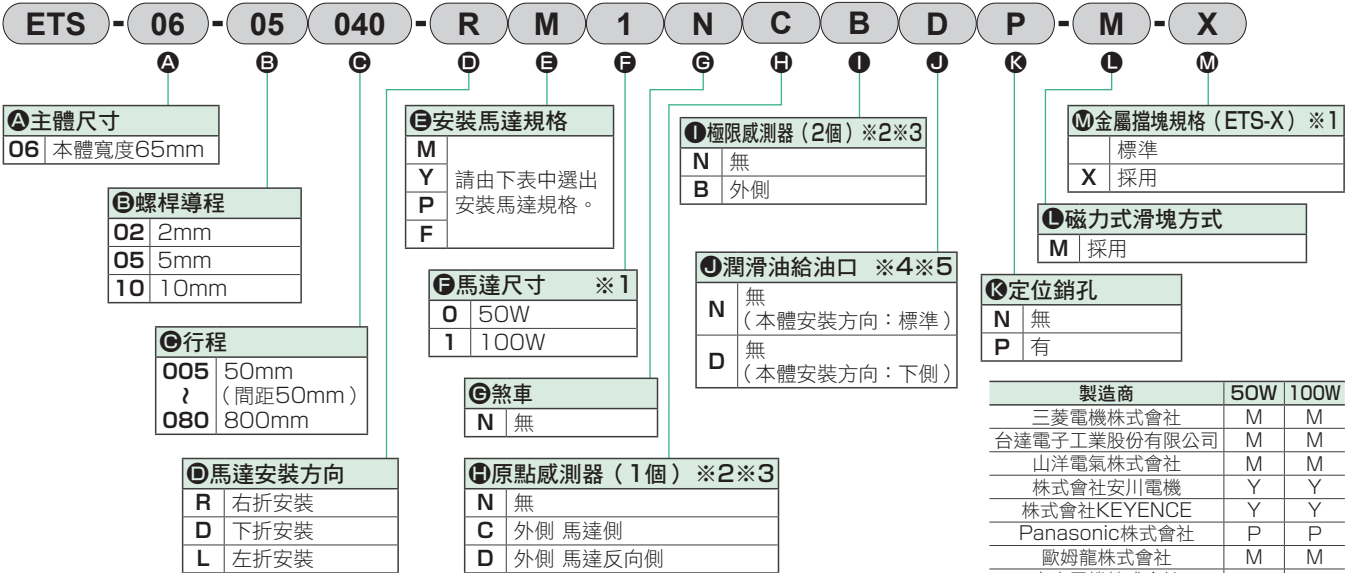 ETS - 06 - 05 040 - R M 1 N C B D P - M - X
A B C D E F G H I J K L M
A主體尺寸
06 本體寬度65mm
B螺桿導程
02 2mm
05 5mm
10 10mm
C行程
005 50mm
~ (間距50mm)
080 800mm
D馬達安裝方向
R 右折安裝
D 下折安裝
L 左折安裝
E安裝馬達規格
M
Y
P
F
請由下表中選出
安裝馬達規格。
F馬達尺寸 ※1
0 50W
1 100W
G煞車
N 無
H原點感測器(1個) ※2※3
N 無
C 外側 馬達側
D 外側 馬達反向側
I極限感測器(2個)※2※3
N 無
B 外側
J潤滑油給油口 ※4※5
N 無
(本體安裝方向:標準)
D 無
(本體安裝方向:下側)
K定位銷孔
N 無
P 有
L磁力式滑塊方式
M 採用
M金屬擋塊規格(ETS-X)※1
標準
X 採用
製造商 50W 100W
三菱電機株式會社 M M
台達電子工業股份有限公司 M M
山洋電氣株式會社 M M
株式會社安川電機 Y Y
株式會社KEYENCE Y Y
Panasonic株式會社 P P
歐姆龍株式會社 M M